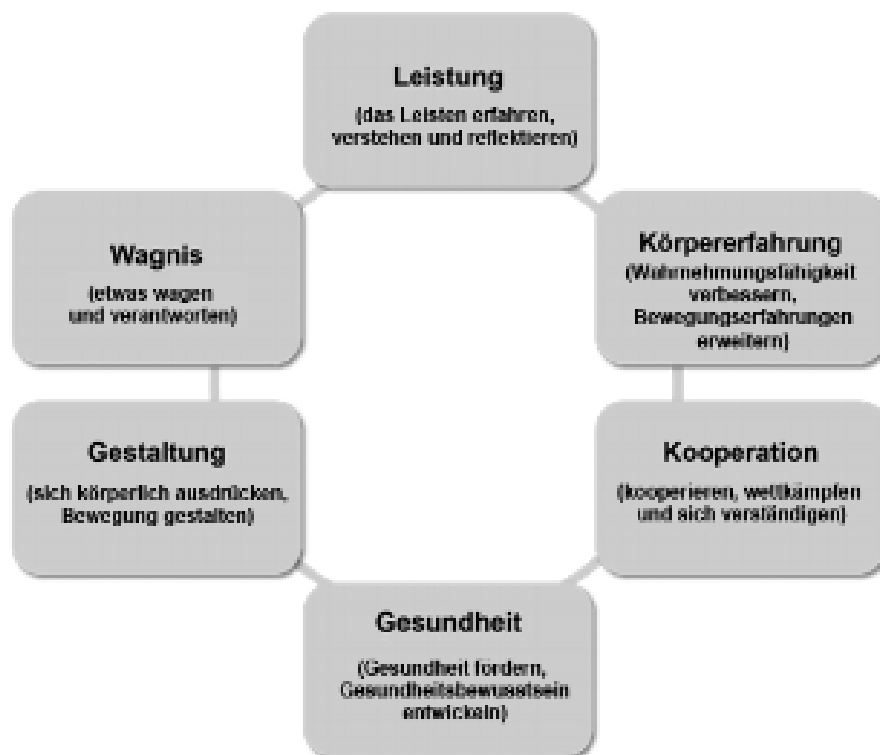 Leistung
(das Leisten erfahren,
verstehen und reflektieren)
Wagnis
(etwas wagen
und verantworten)
Körpererfahrung
(Wahrnehmungsfähigkeit
verbessern,
Bewegungserfahrungen
erweitern)
Gestaltung
(sich körperlich ausdrücken,
Bewegung gestalten)
Kooperation
(kooperieren, wettkämpfen
und sich verständigen)
Gesundheit
(Gesundheit fördern,
Gesundheitsbewusstsein
entwickeln)